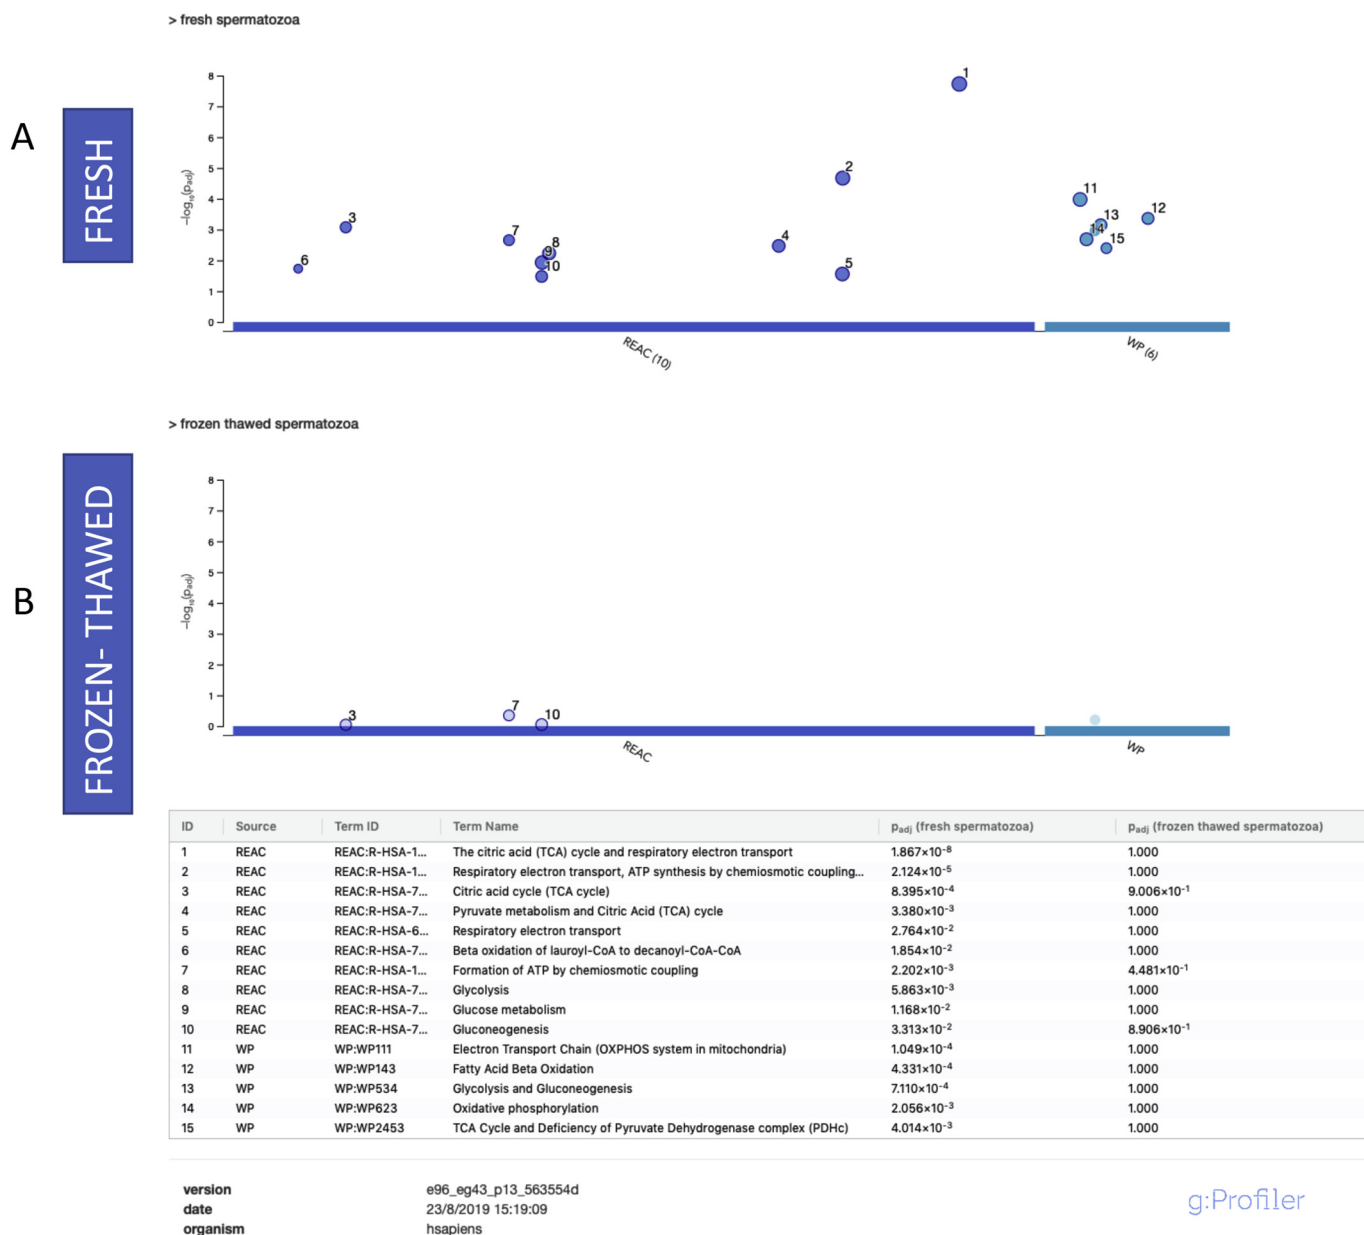 > fresh spermatozoa
A
FRESH
8
7
6
5
4
3
2
1
0
-log₁₀(padj)
1
2
3
4
5
6
7
8
9
10
11
12
13
14
15
REAC (10)
WP (6)
> frozen thawed spermatozoa
B
FROZEN- THAWED
8
7
6
5
4
3
2
1
0
-log₁₀(padj)
3
7
10
REAC
WP
ID Source Term ID Term Name padj (fresh spermatozoa) padj (frozen thawed spermatozoa)
1 REAC REAC:R-HSA-1... The citric acid (TCA) cycle and respiratory electron transport 1.867×10⁻⁸ 1.000
2 REAC REAC:R-HSA-1... Respiratory electron transport, ATP synthesis by chemiosmotic coupling... 2.124×10⁻⁵ 1.000
3 REAC REAC:R-HSA-7... Citric acid cycle (TCA cycle) 8.395×10⁻⁴ 9.006×10⁻¹
4 REAC REAC:R-HSA-7... Pyruvate metabolism and Citric Acid (TCA) cycle 3.380×10⁻³ 1.000
5 REAC REAC:R-HSA-6... Respiratory electron transport 2.764×10⁻² 1.000
6 REAC REAC:R-HSA-7... Beta oxidation of lauroyl-CoA to decanoyl-CoA-CoA 1.854×10⁻² 1.000
7 REAC REAC:R-HSA-1... Formation of ATP by chemiosmotic coupling 2.202×10⁻³ 4.481×10⁻¹
8 REAC REAC:R-HSA-7... Glycolysis 5.863×10⁻³ 1.000
9 REAC REAC:R-HSA-7... Glucose metabolism 1.168×10⁻² 1.000
10 REAC REAC:R-HSA-7... Gluconeogenesis 3.313×10⁻² 8.906×10⁻¹
11 WP WP:WP111 Electron Transport Chain (OXPHOS system in mitochondria) 1.049×10⁻⁴ 1.000
12 WP WP:WP143 Fatty Acid Beta Oxidation 4.331×10⁻⁴ 1.000
13 WP WP:WP534 Glycolysis and Gluconeogenesis 7.110×10⁻⁴ 1.000
14 WP WP:WP623 Oxidative phosphorylation 2.056×10⁻³ 1.000
15 WP WP:WP2453 TCA Cycle and Deficiency of Pyruvate Dehydrogenase complex (PDHc) 4.014×10⁻³ 1.000
version e96_eg43_p13_563554d
date 23/8/2019 15:19:09
organism hsapiens
g:Profiler